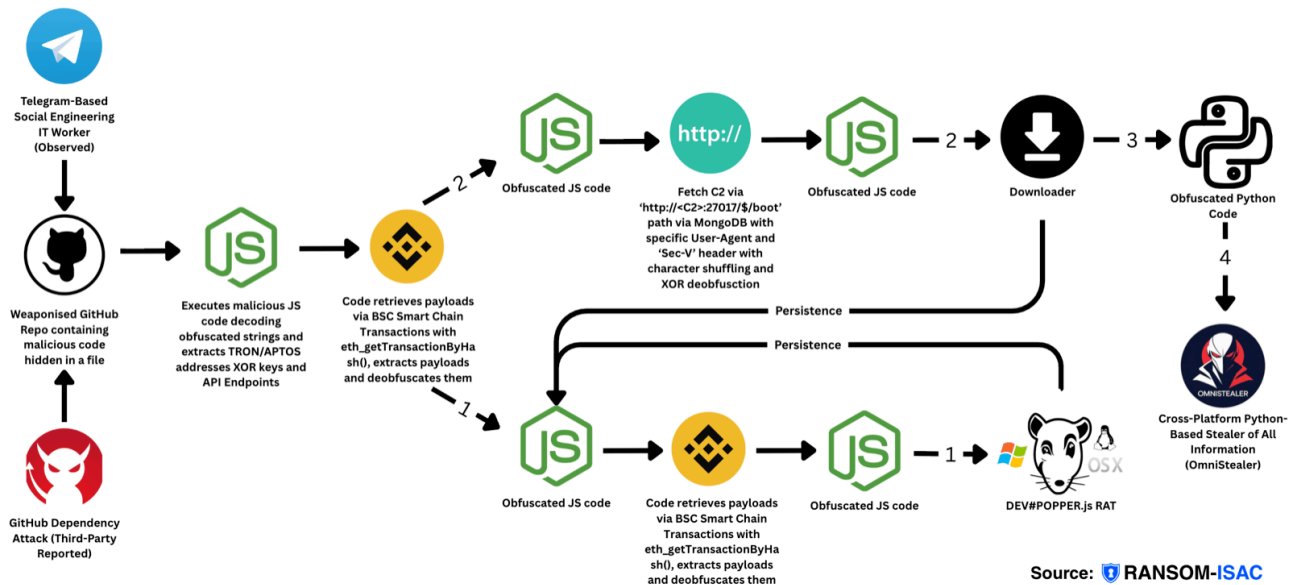 Telegram-Based
Social Engineering
IT Worker
(Observed)
Weaponised GitHub
Repo containing
malicious code
hidden in a file
GitHub Dependency
Attack (Third-Party
Reported)
JS
Executes malicious JS
code decoding
obfuscated strings and
extracts TRON/APTOS
addresses XOR keys and
API Endpoints
Code retrieves payloads
via BSC Smart Chain
Transactions with
eth_getTransactionByHa
sh(), extracts payloads
and deobfuscates them
2
JS
Obfuscated JS code
http://
Fetch C2 via
‘http://<C2>:27017/$/boot’
path via MongoDB with
specific User-Agent and
‘Sec-V’ header with
character shuffling and
XOR deobfusction
JS
Obfuscated JS code
2
Downloader
3
Obfuscated Python
Code
4
OMNISTEALER
Cross-Platform Python-
Based Stealer of All
Information
(OmniStealer)
Persistence
Persistence
1
JS
Obfuscated JS code
Code retrieves payloads
via BSC Smart Chain
Transactions with
eth_getTransactionByHa
sh(), extracts payloads
and deobfuscates them
JS
Obfuscated JS code
1
OS X
DEV#POPPER.js RAT
Source: RANSOM-ISAC